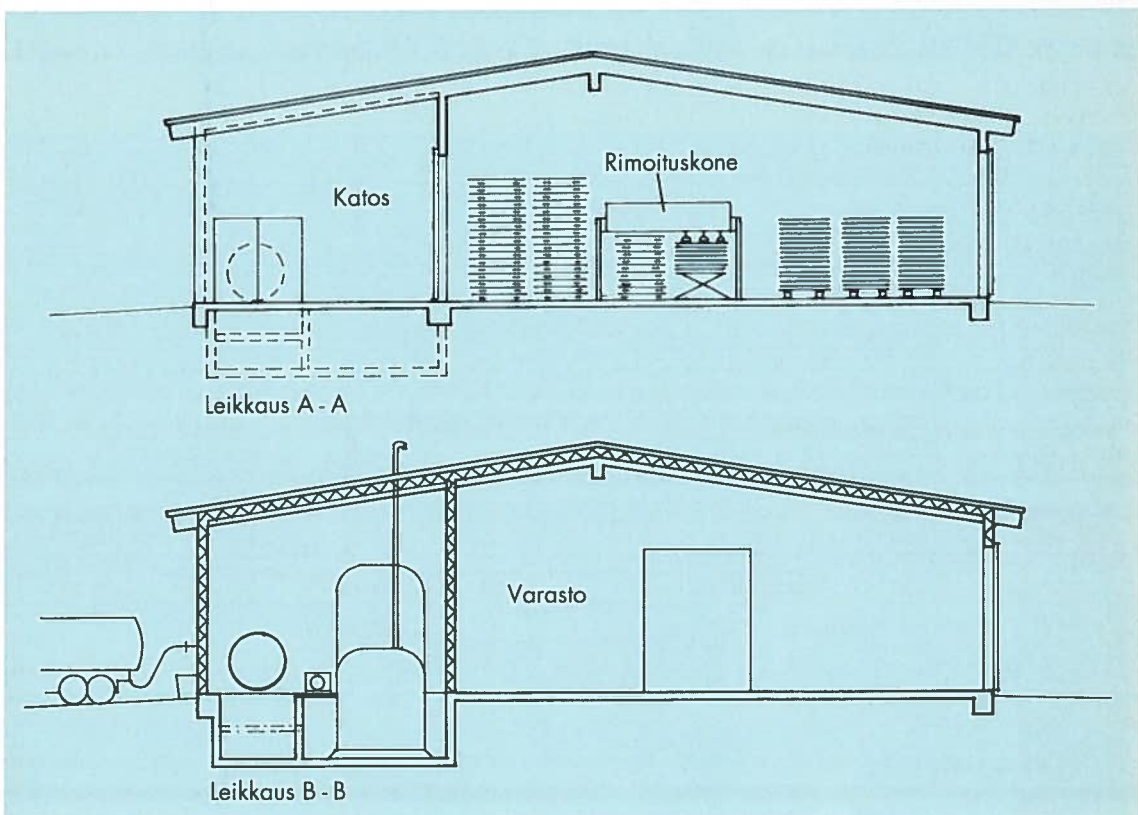 Rimoituskone
Katos
Leikkaus A - A
Varasto
Leikkaus B - B